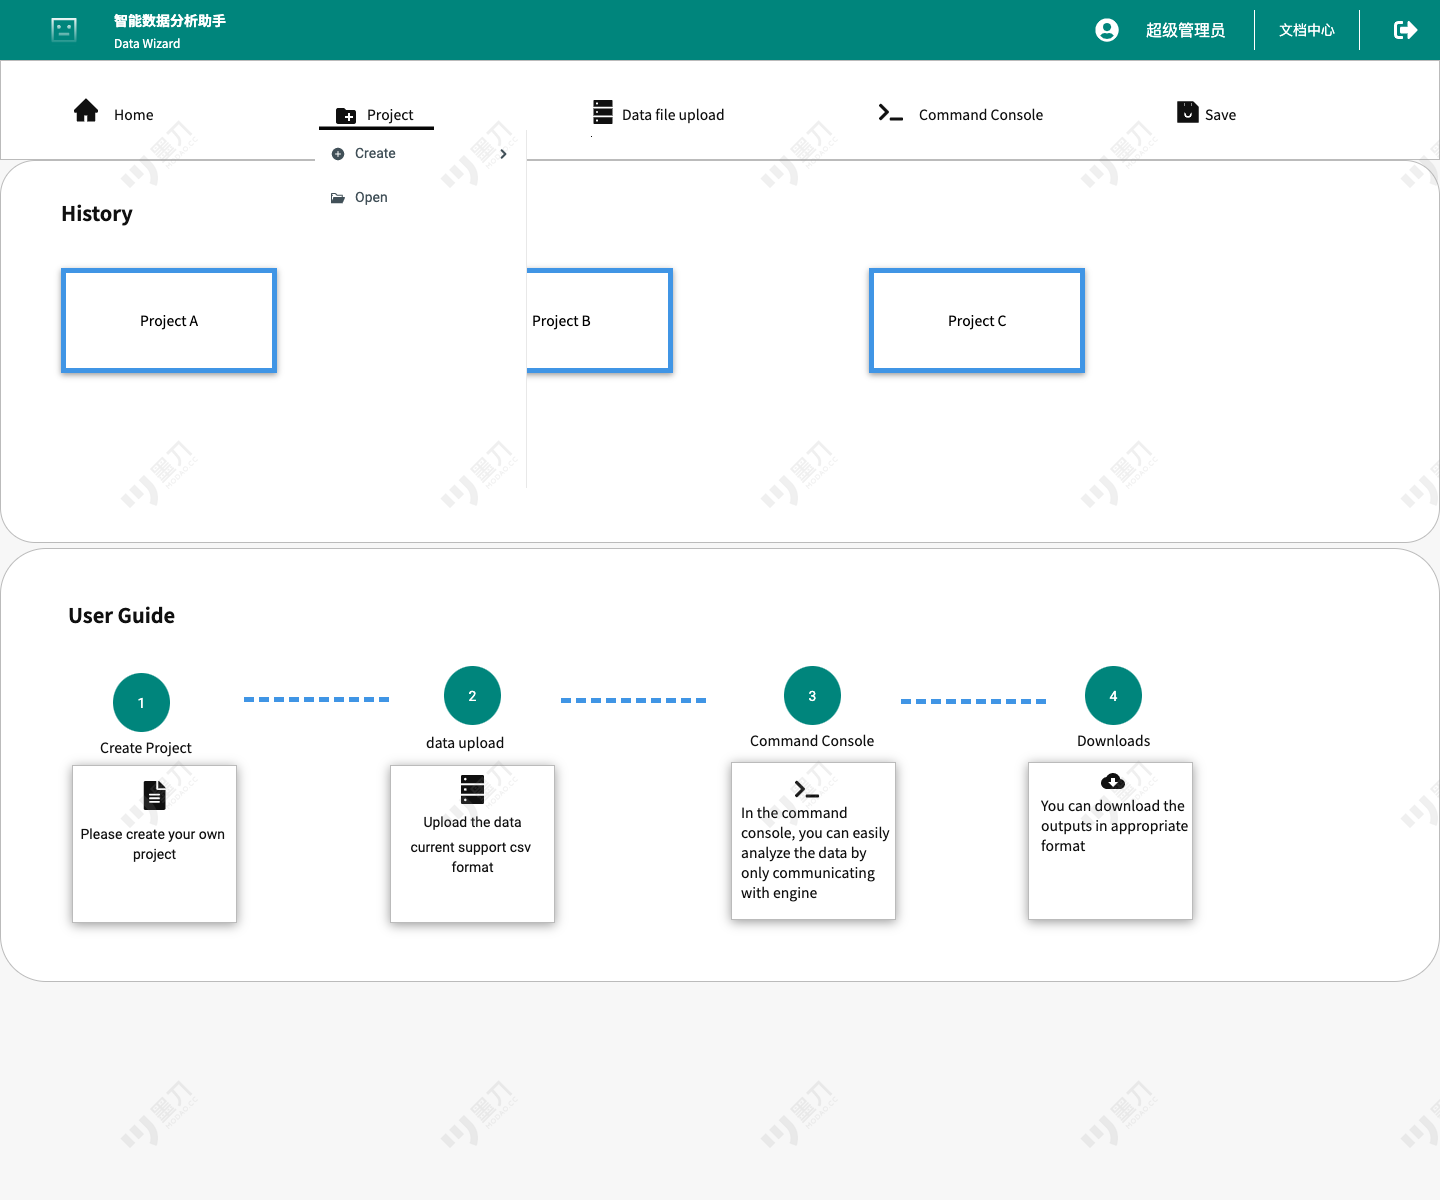 智能数据分析助手
Data Wizard
超级管理员
文档中心
Home
Project
Data file upload
Command Console
Save
Create
Open
History
Project A
Project B
Project C
User Guide
1
2
3
4
Create Project
data upload
Command Console
Downloads
Please create your own
project
Upload the data
current support csv
format
In the command
console, you can easily
analyze the data by
only communicating
with engine
You can download the
outputs in appropriate
format
墨刀
MODAO.CC